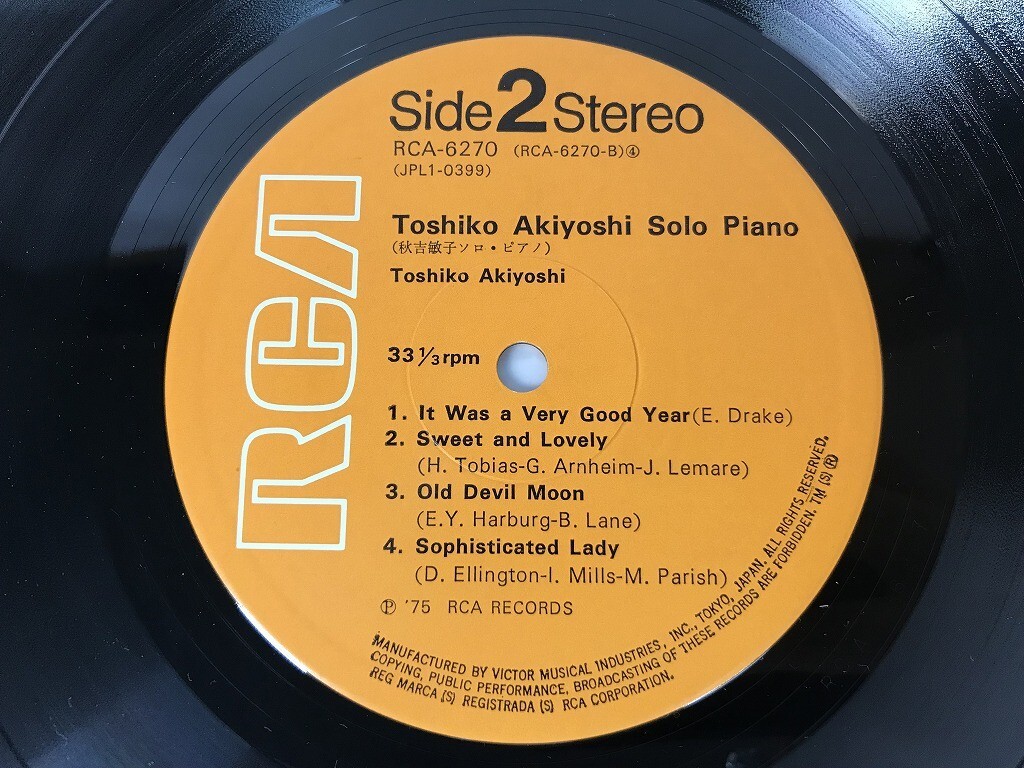 Side 2 Stereo
RCA-6270 (RCA-6270-B)④
(JPL1-0399)
RCA
Toshiko Akiyoshi Solo Piano
(秋吉敏子ソロ・ピアノ)
Toshiko Akiyoshi
33 1/3 rpm
1. It Was a Very Good Year (E. Drake)
2. Sweet and Lovely
(H. Tobias-G. Arnheim-J. Lemare)
3. Old Devil Moon
(E.Y. Harburg-B. Lane)
4. Sophisticated Lady
(D. Ellington-I. Mills-M. Parish)
Ⓟ '75 RCA RECORDS
MANUFACTURED BY VICTOR MUSICAL INDUSTRIES, INC., TOKYO, JAPAN. ALL RIGHTS RESERVED.
COPYING, PUBLIC PERFORMANCE, BROADCASTING OF THESE RECORDS ARE FORBIDDEN. TM (S) ®
REG MARCA (S) REGISTRADA (S) RCA CORPORATION.